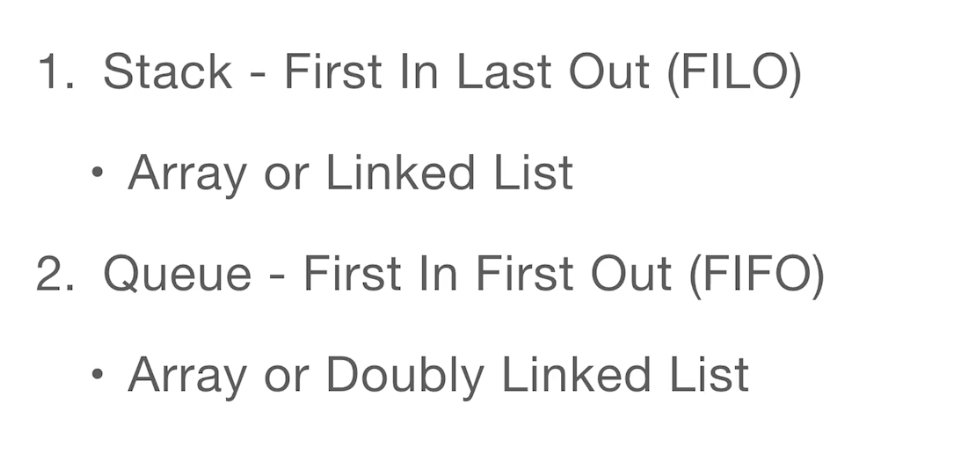 1. Stack - First In Last Out (FILO)
• Array or Linked List
2. Queue - First In First Out (FIFO)
• Array or Doubly Linked List